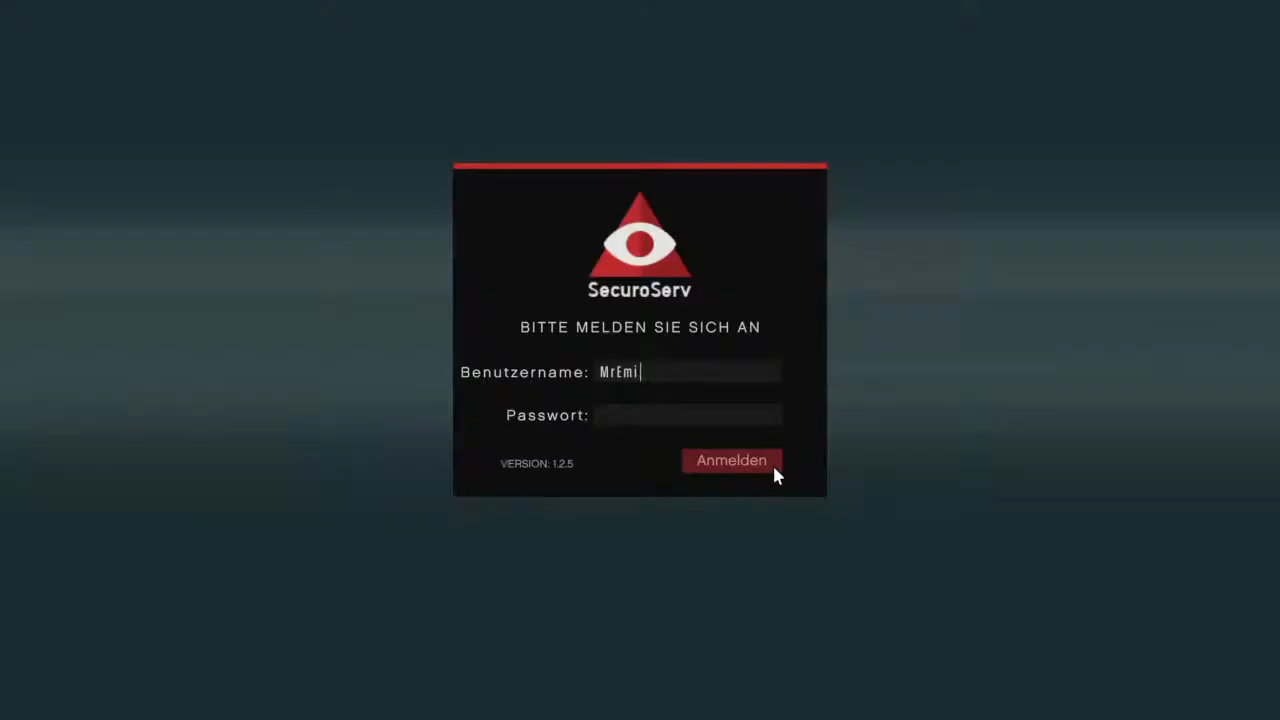 SecuroServ
BITTE MELDEN SIE SICH AN
Benutzername: MrEmi
Passwort:
VERSION: 1.2.5 Anmelden